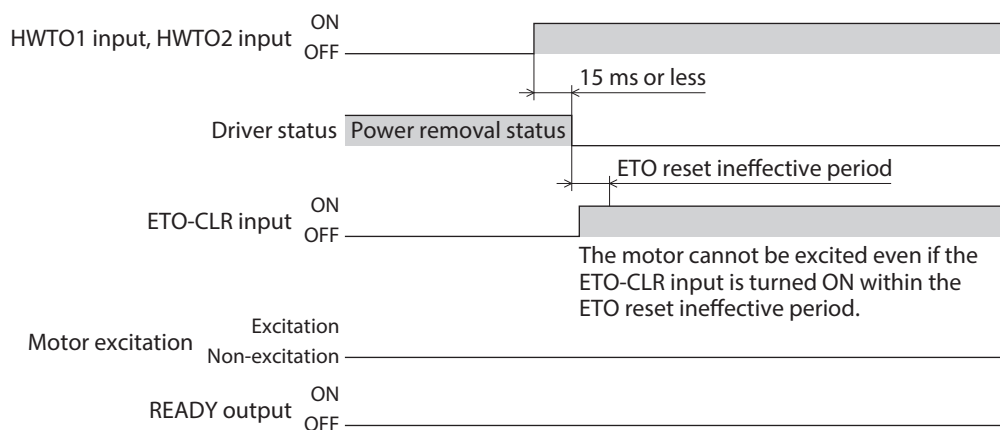 ON
HWTO1 input, HWTO2 input
OFF
15 ms or less
Driver status
Power removal status
ETO reset ineffective period
ON
ETO-CLR input
OFF
The motor cannot be excited even if the
ETO-CLR input is turned ON within the
ETO reset ineffective period.
Excitation
Motor excitation
Non-excitation
ON
READY output
OFF